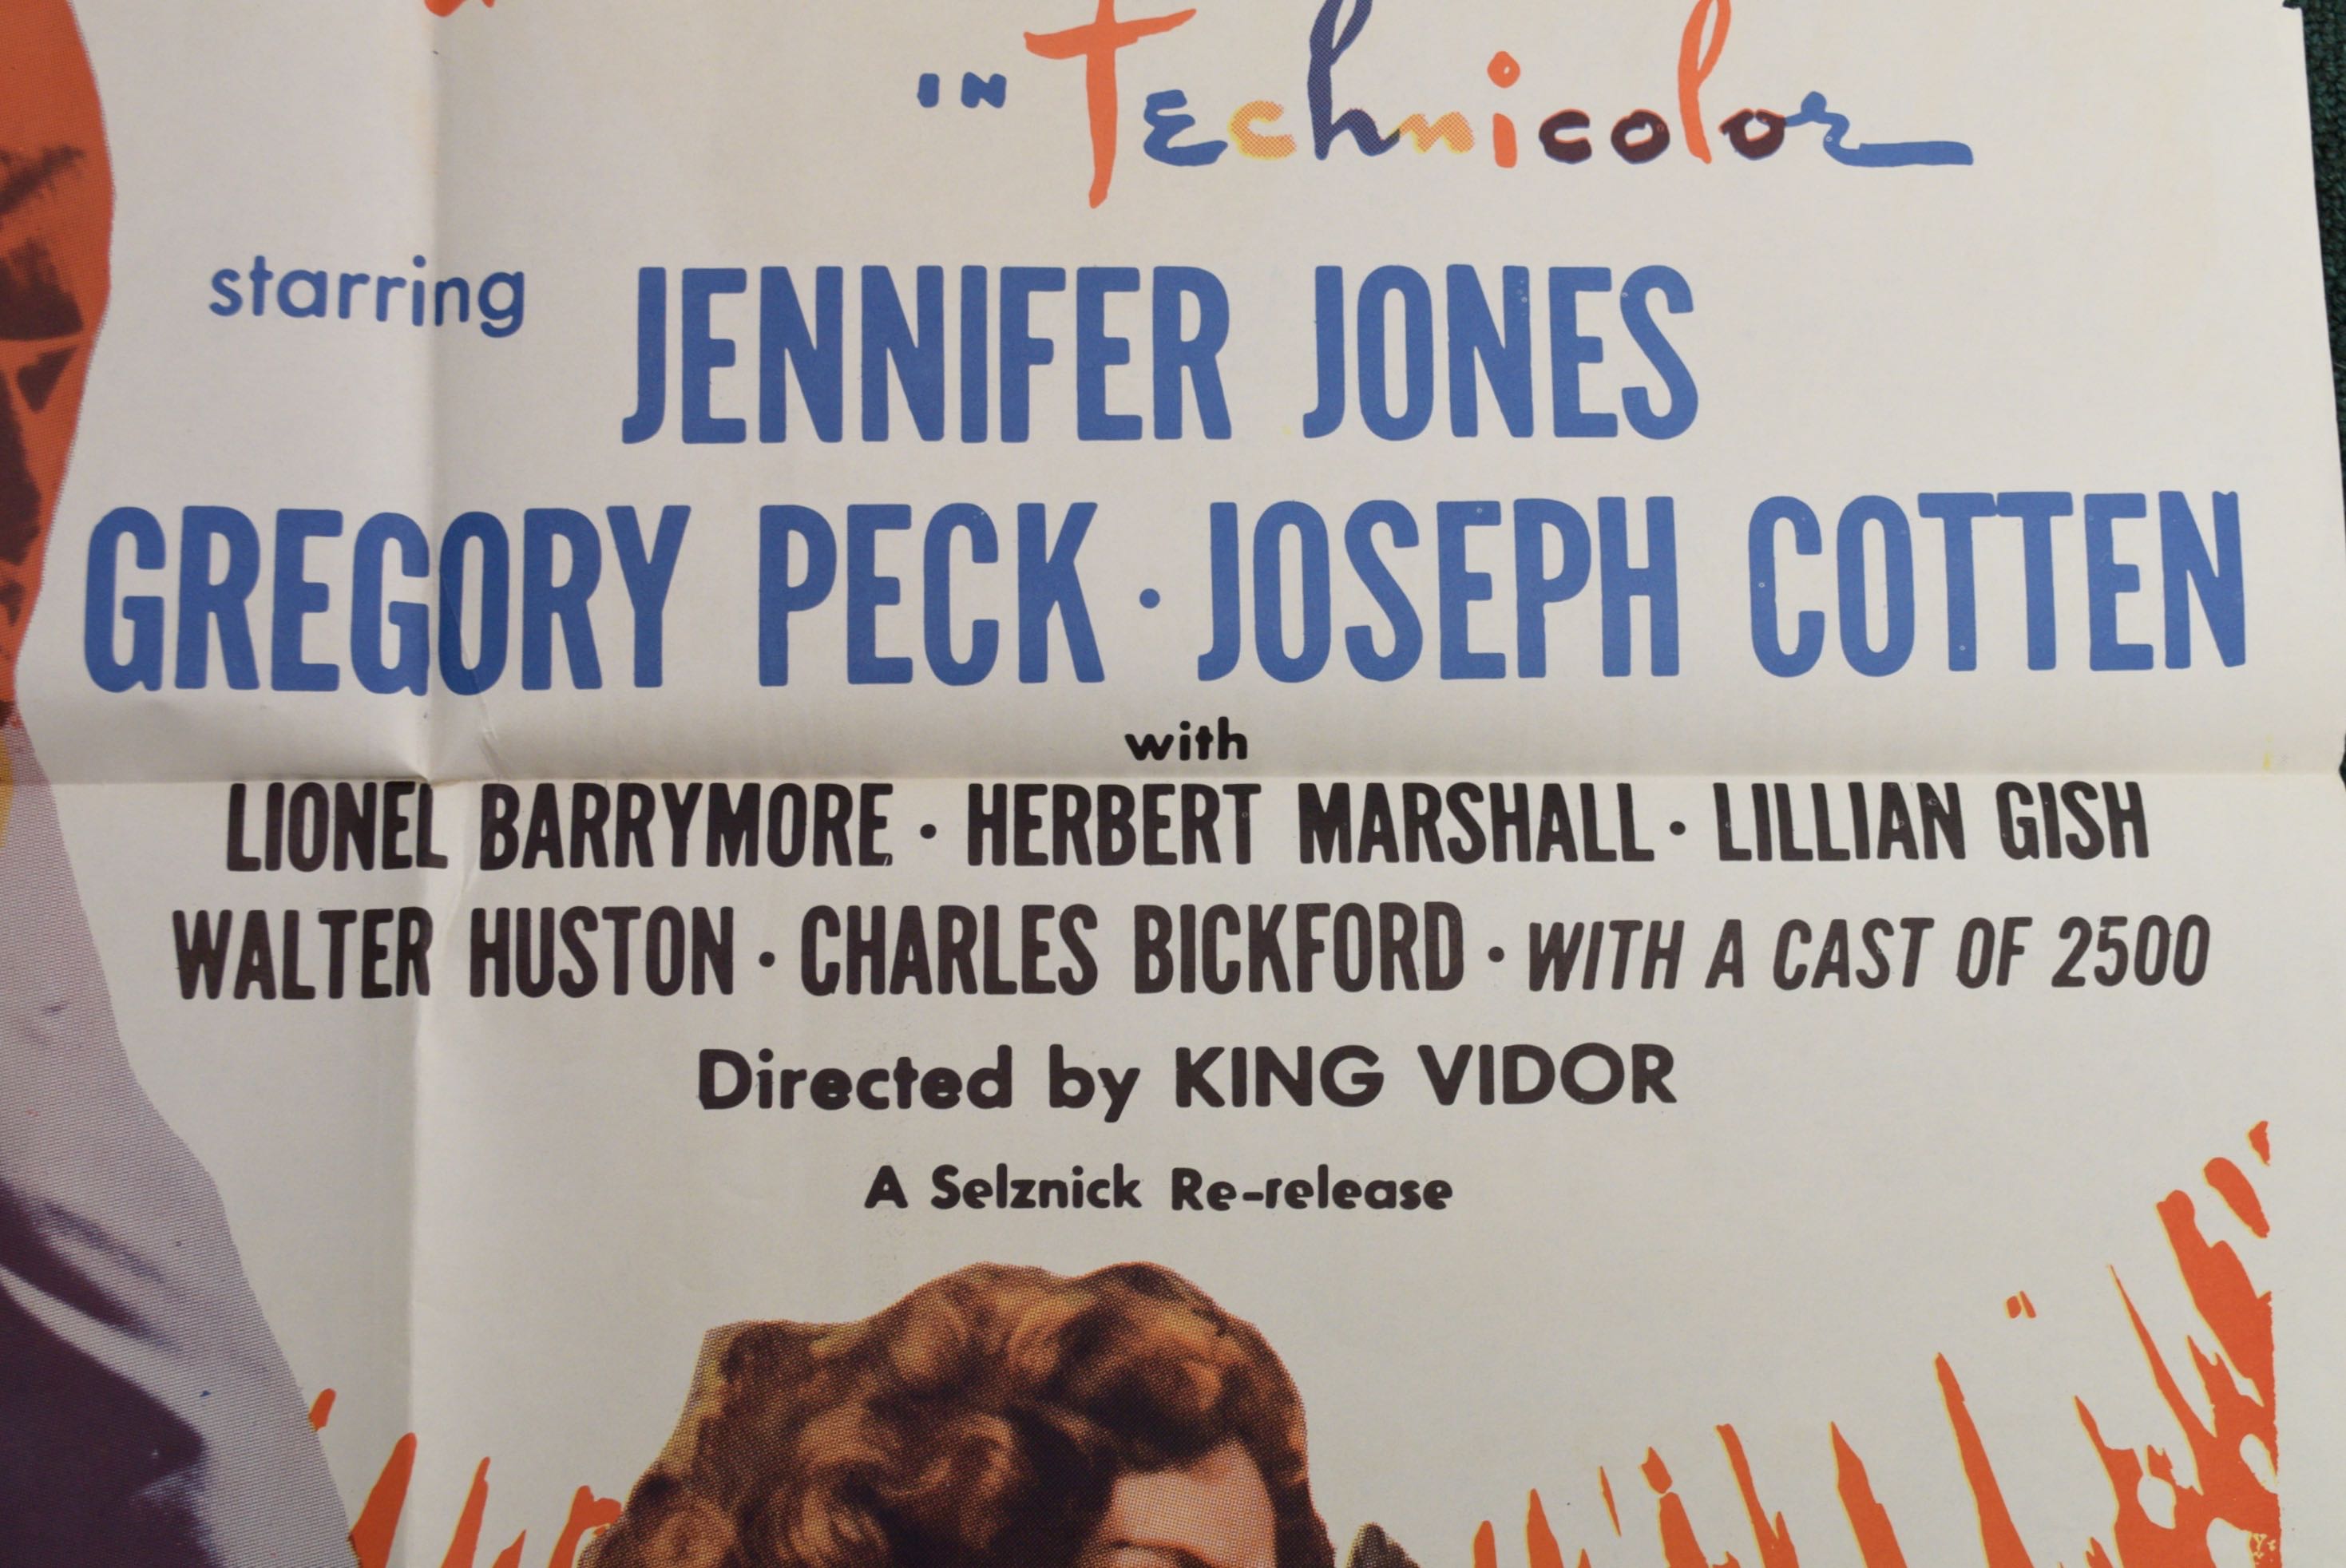 IN Technicolor
starring JENNIFER JONES
GREGORY PECK · JOSEPH COTTEN
with
LIONEL BARRYMORE · HERBERT MARSHALL · LILLIAN GISH
WALTER HUSTON · CHARLES BICKFORD · WITH A CAST OF 2500
Directed by KING VIDOR
A Selznick Re-release